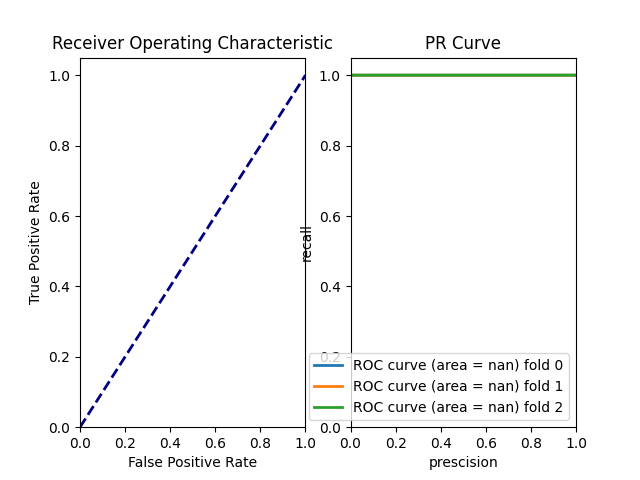 Receiver Operating Characteristic
True Positive Rate
1.0
0.8
0.6
0.4
0.2
0.0
0.0 0.2 0.4 0.6 0.8 1.0
False Positive Rate
PR Curve
recall
1.0
0.8
0.6
0.4
0.2
0.0
ROC curve (area = nan) fold 0
ROC curve (area = nan) fold 1
ROC curve (area = nan) fold 2
0.0 0.2 0.4 0.6 0.8 1.0
prescision